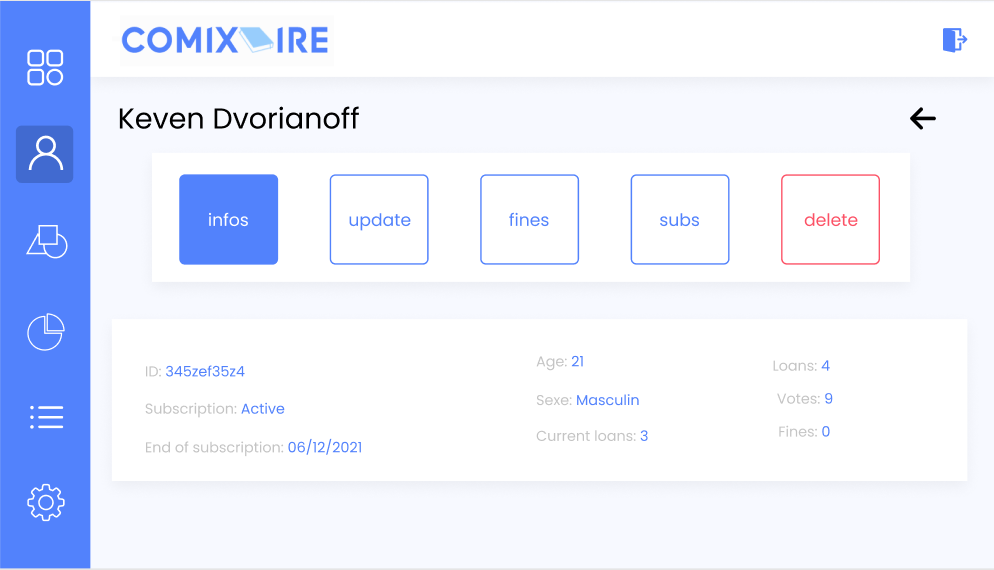 COMIX IRE
Keven Dvorianoff
infos
update
fines
subs
delete
ID: 345zef35z4
Subscription: Active
End of subscription: 06/12/2021
Age: 21
Sexe: Masculin
Current loans: 3
Loans: 4
Votes: 9
Fines: 0